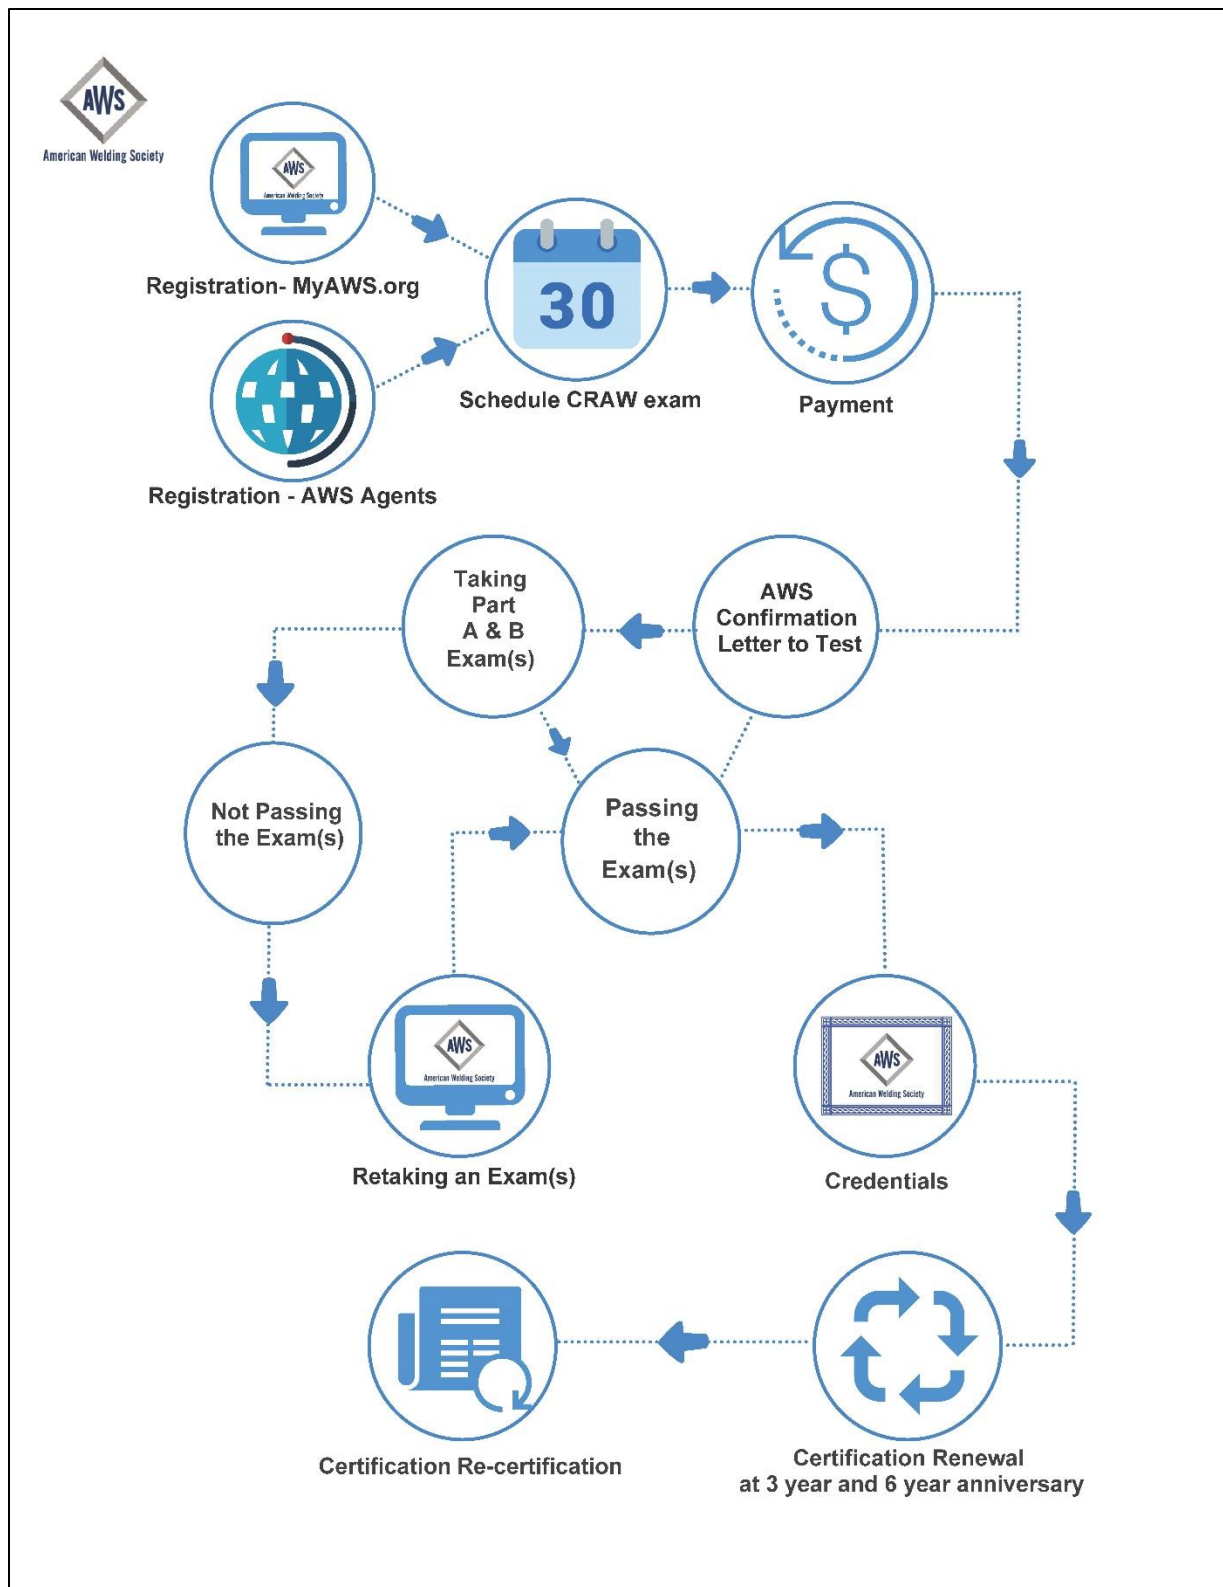 AWS
American Welding Society
AWS
American Welding Society
Registration- MyAWS.org
30
Schedule CRAW exam
$
Payment
Registration - AWS Agents
Taking
Part
A & B
Exam(s)
AWS
Confirmation
Letter to Test
Not Passing
the Exam(s)
Passing
the
Exam(s)
AWS
American Welding Society
Retaking an Exam(s)
AWS
American Welding Society
Credentials
Certification Re-certification
Certification Renewal
at 3 year and 6 year anniversary